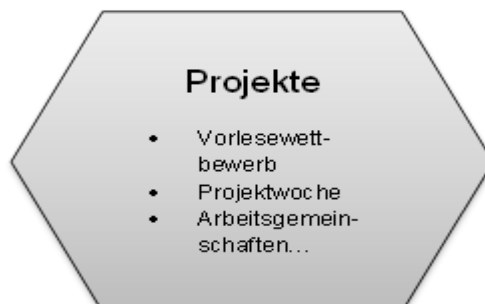 Projekte
• Vorlesewett-
bewerb
• Projektwoche
• Arbeitsgemein-
schaften...